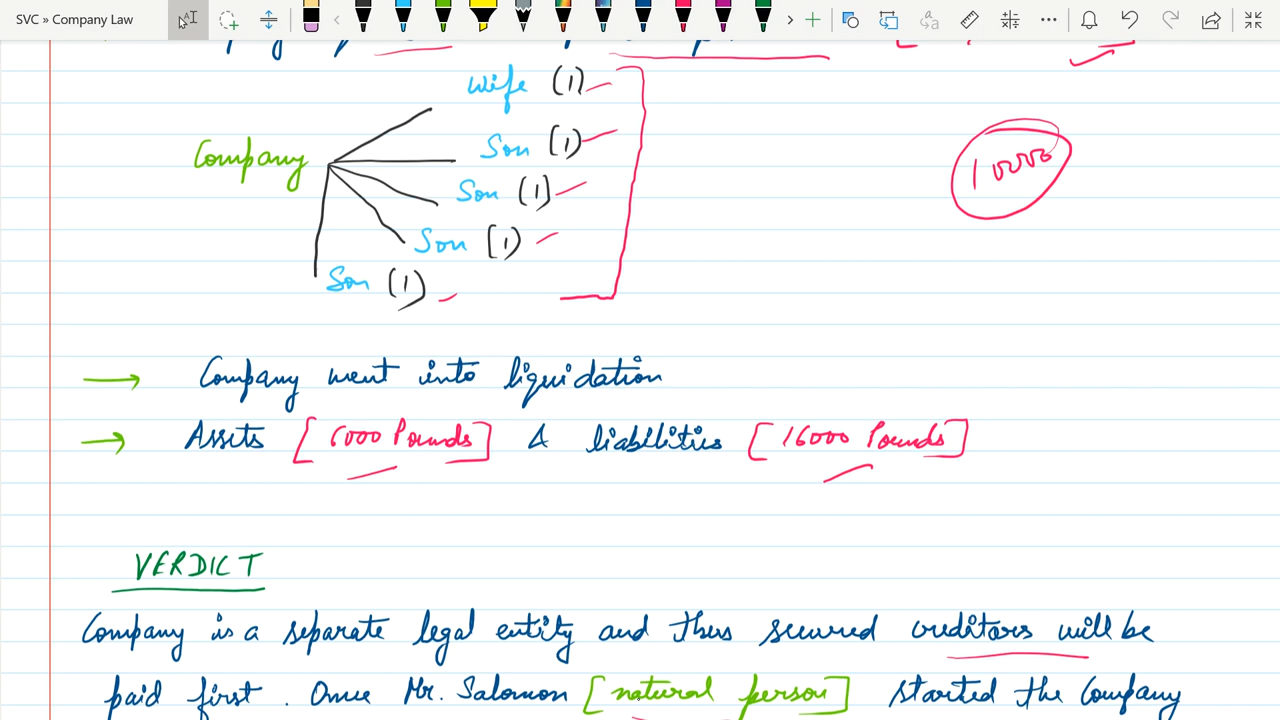 SVC » Company Law
Wife (1)
Company
Son (1)
Son (1)
Son (1)
Son (1)
10000
Company went into liquidation
Assets [6000 Pounds] & liabilities [16000 Pounds]
VERDICT
Company is a separate legal entity and thus secured creditors will be
paid first. Once Mr. Salomon [natural person] started the Company